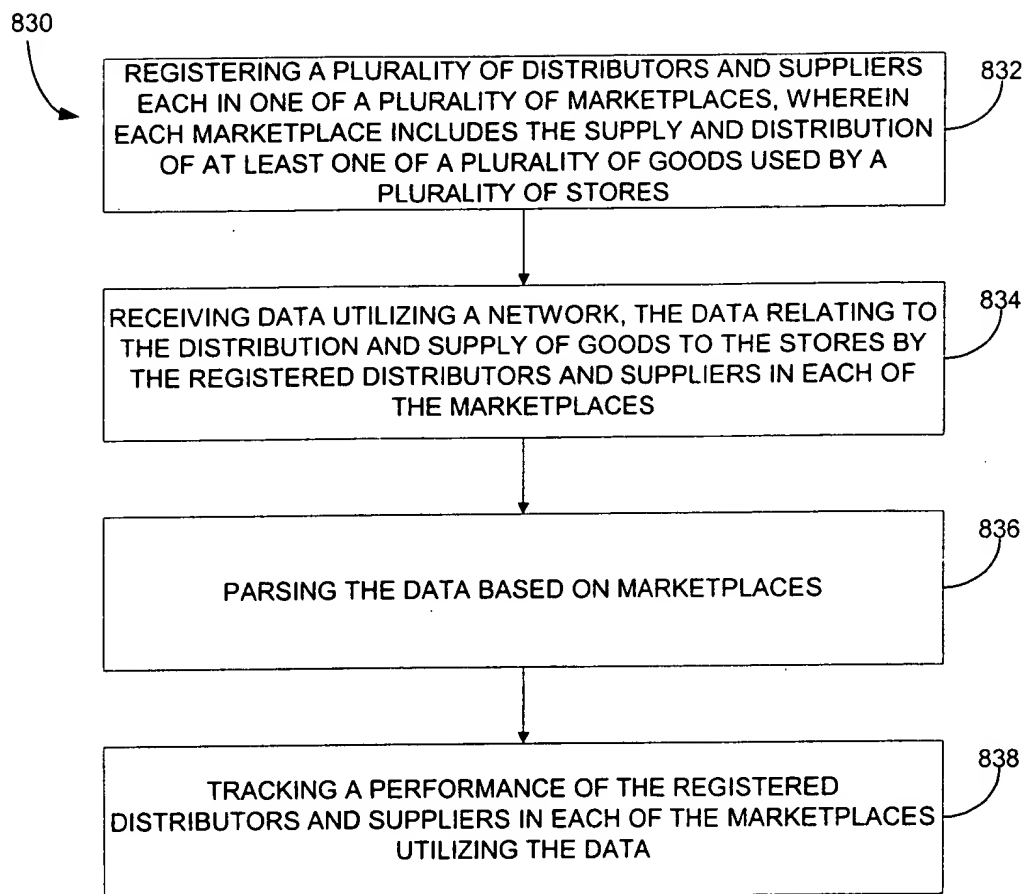 830
REGISTERING A PLURALITY OF DISTRIBUTORS AND SUPPLIERS
EACH IN ONE OF A PLURALITY OF MARKETPLACES, WHEREIN
EACH MARKETPLACE INCLUDES THE SUPPLY AND DISTRIBUTION
OF AT LEAST ONE OF A PLURALITY OF GOODS USED BY A
PLURALITY OF STORES
832
RECEIVING DATA UTILIZING A NETWORK, THE DATA RELATING TO
THE DISTRIBUTION AND SUPPLY OF GOODS TO THE STORES BY
THE REGISTERED DISTRIBUTORS AND SUPPLIERS IN EACH OF
THE MARKETPLACES
834
PARSING THE DATA BASED ON MARKETPLACES
836
TRACKING A PERFORMANCE OF THE REGISTERED
DISTRIBUTORS AND SUPPLIERS IN EACH OF THE MARKETPLACES
UTILIZING THE DATA
838